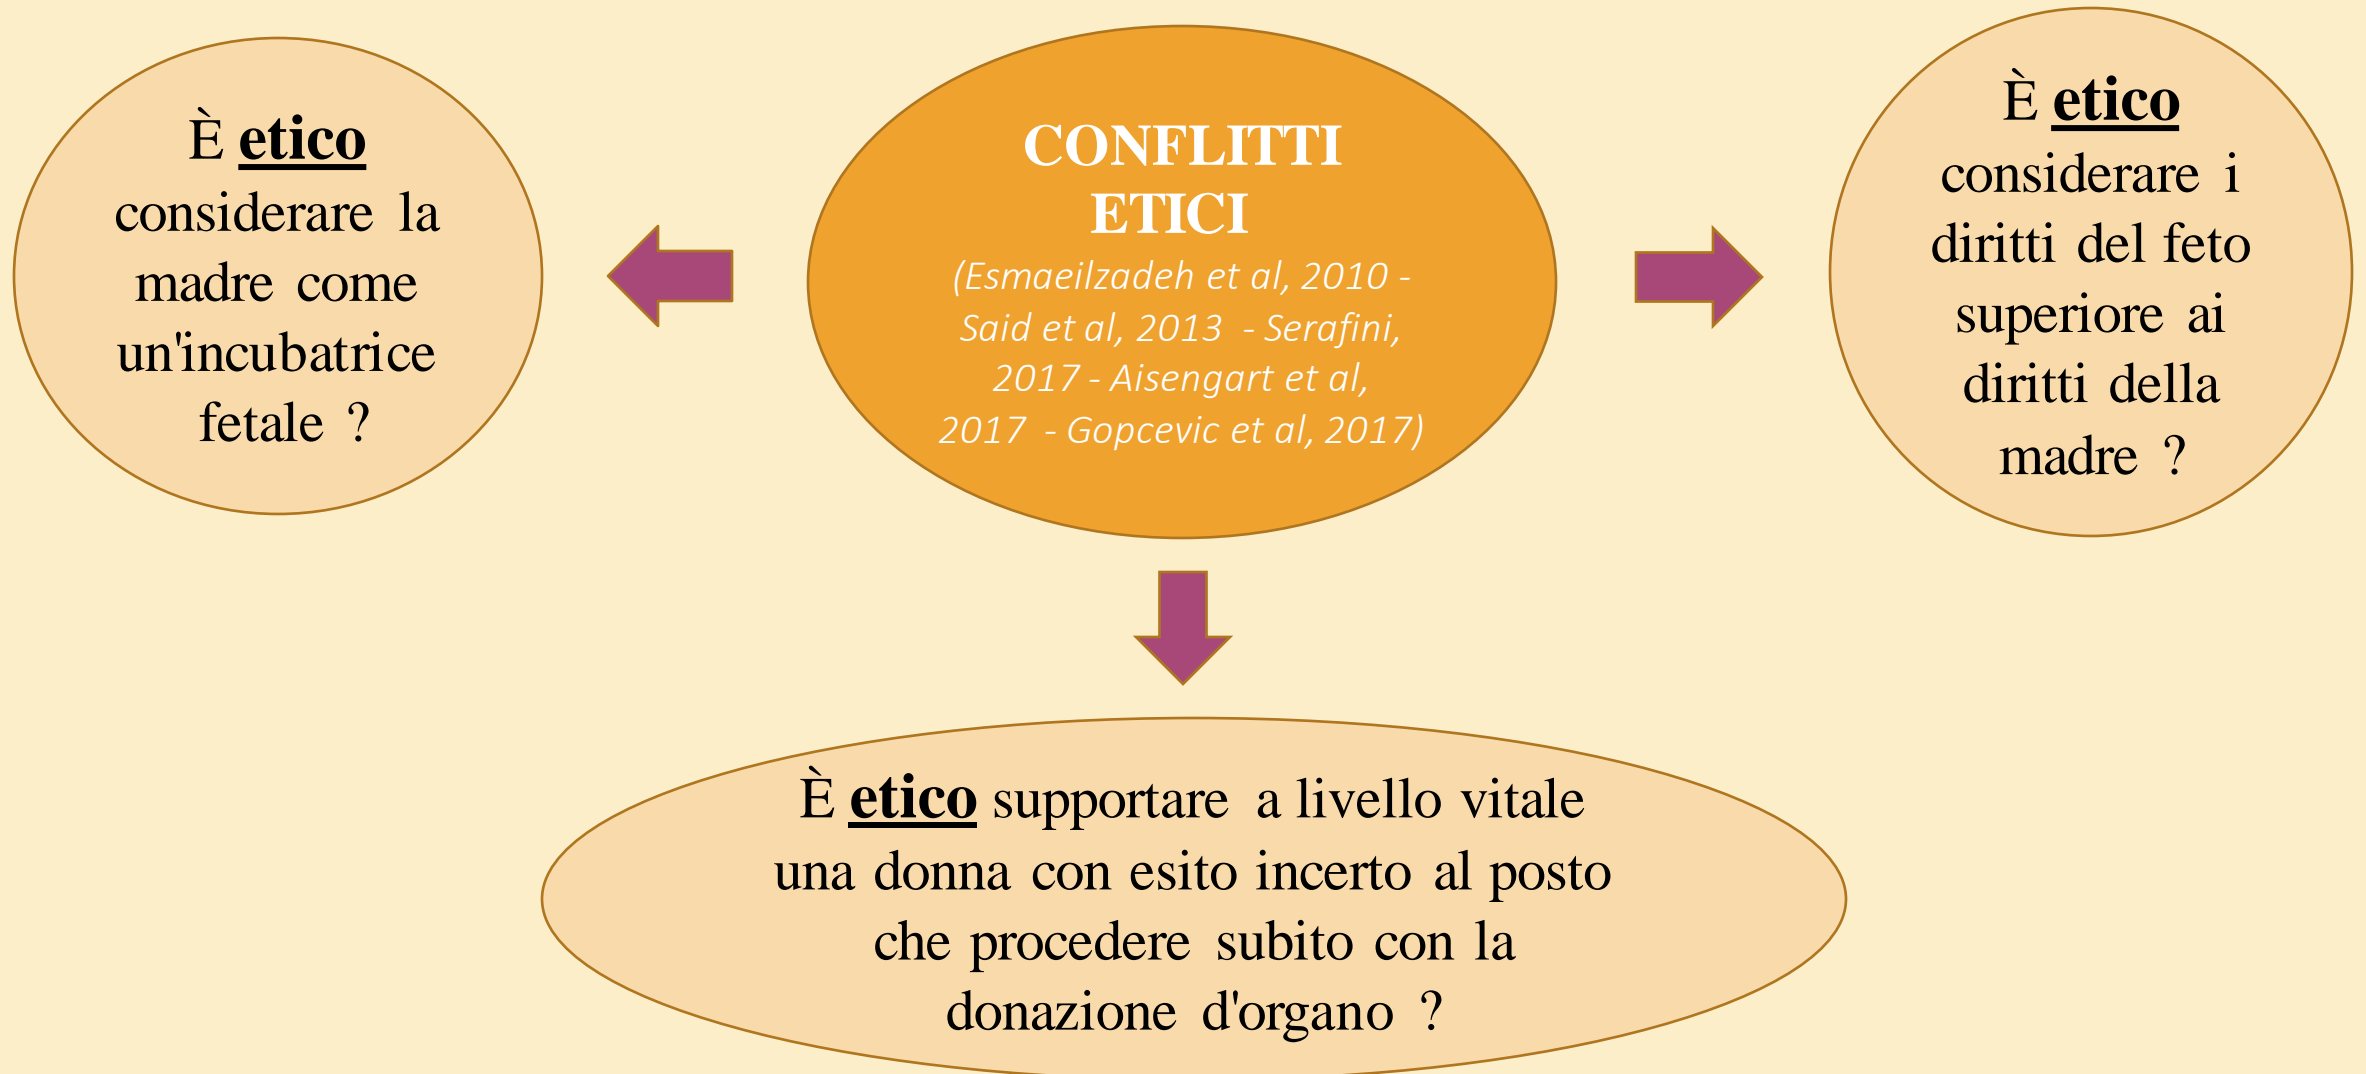 È etico
considerare la
madre come
un'incubatrice
fetale ?
CONFLITTI
ETICI
(Esmaeilzadeh et al, 2010 -
Said et al, 2013 - Serafini,
2017 - Aisengart et al,
2017 - Gopcevic et al, 2017)
È etico
considerare i
diritti del feto
superiore ai
diritti della
madre ?
È etico supportare a livello vitale
una donna con esito incerto al posto
che procedere subito con la
donazione d'organo ?